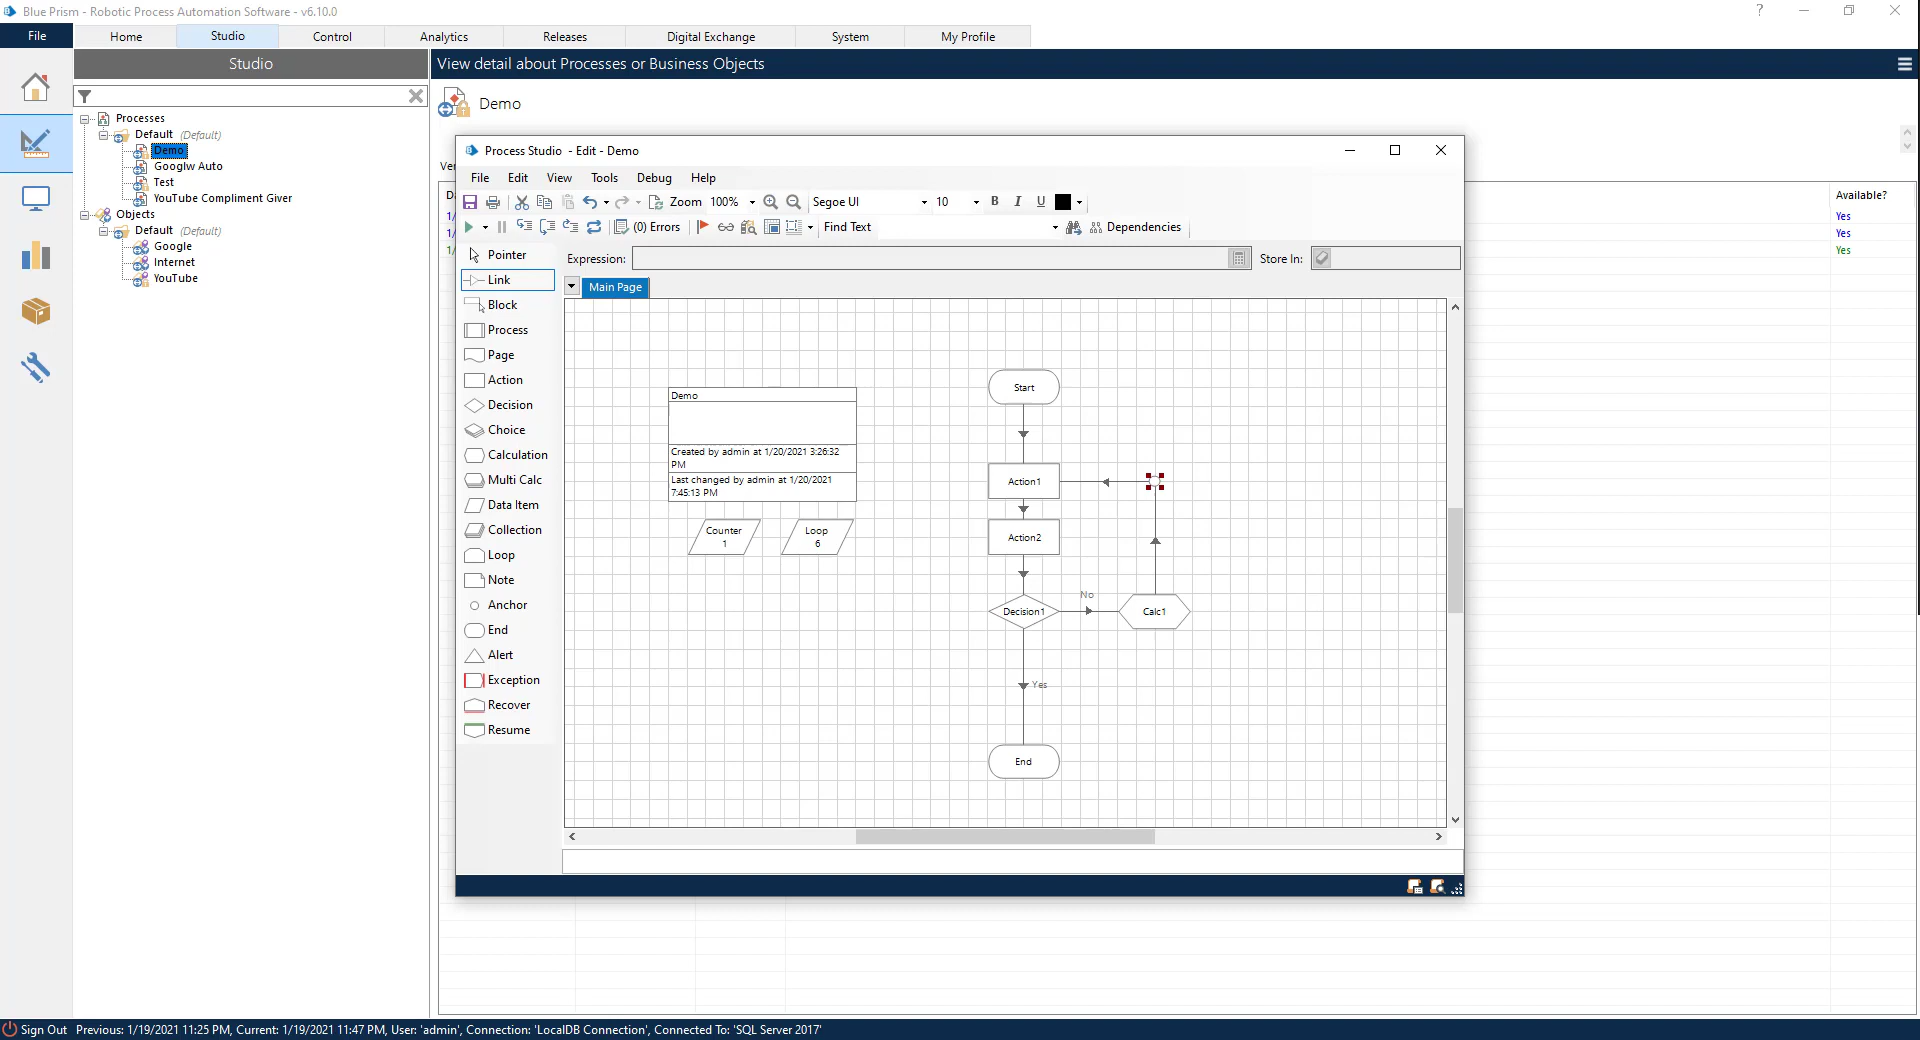 Blue Prism - Robotic Process Automation Software - v6.10.0
?
File Home Studio Control Analytics Releases Digital Exchange System My Profile
Studio
View detail about Processes or Business Objects
Demo
Processes
Default (Default)
Demo
Googlw Auto
Test
YouTube Compliment Giver
Objects
Default (Default)
Google
Internet
YouTube
Available?
Yes
Yes
Yes
Process Studio - Edit - Demo
File Edit View Tools Debug Help
Zoom 100% Segoe UI 10 B I U
(0) Errors Find Text Dependencies
Expression: Store In:
Main Page
Pointer
Link
Block
Process
Page
Action
Decision
Choice
Calculation
Multi Calc
Data Item
Collection
Loop
Note
Anchor
End
Alert
Exception
Recover
Resume
Demo
Created by admin at 1/20/2021 3:26:32
PM
Last changed by admin at 1/20/2021
7:45:13 PM
Counter
1
Loop
6
Start
Action1
Action2
Decision1
No
Calc1
Yes
End
Sign Out Previous: 1/19/2021 11:25 PM, Current: 1/19/2021 11:47 PM, User: 'admin', Connection: 'LocalDB Connection', Connected To: 'SQL Server 2017'